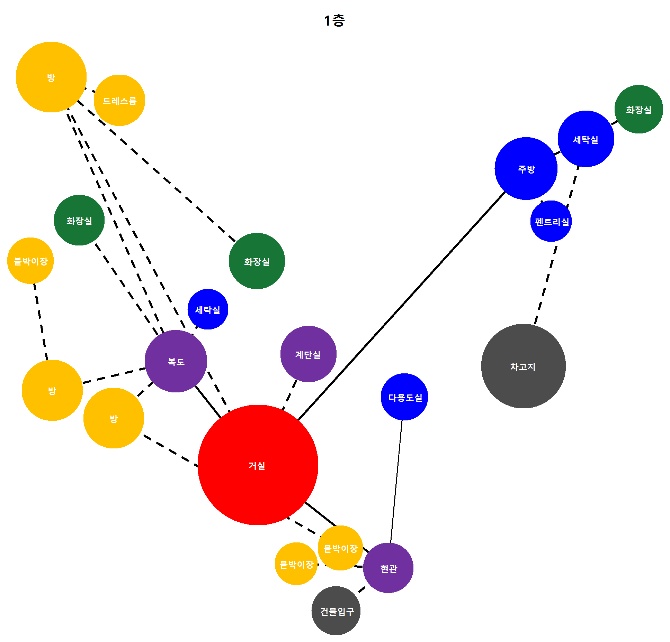 1층
방
드레스룸
화장실
세탁실
주방
화장실
펜트리실
붙박이장
화장실
세탁실
계단실
복도
차고지
방
다용도실
방
거실
붙박이장
붙박이장
현관
건물입구